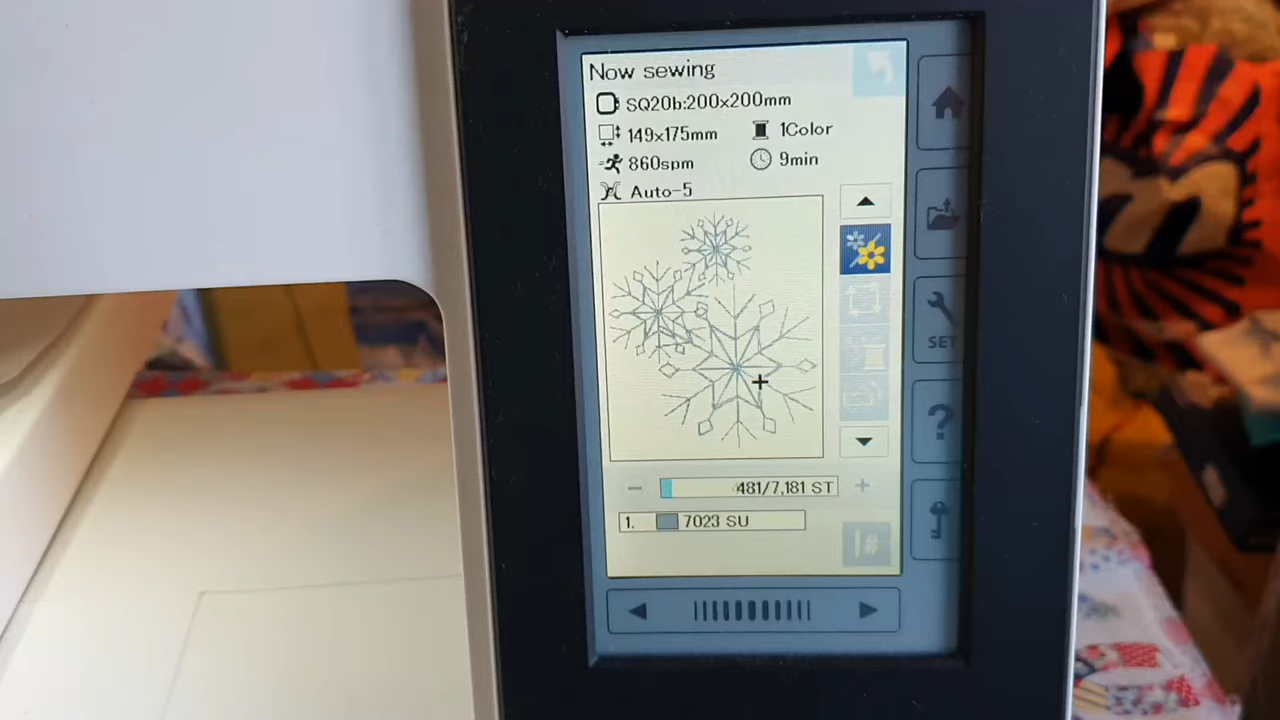 Now sewing
SQ20b:200x200mm
149x175mm 1Color
860spm 9min
Auto-5
SET
?
− 481/7,181 ST +
1. 7023 SU
#